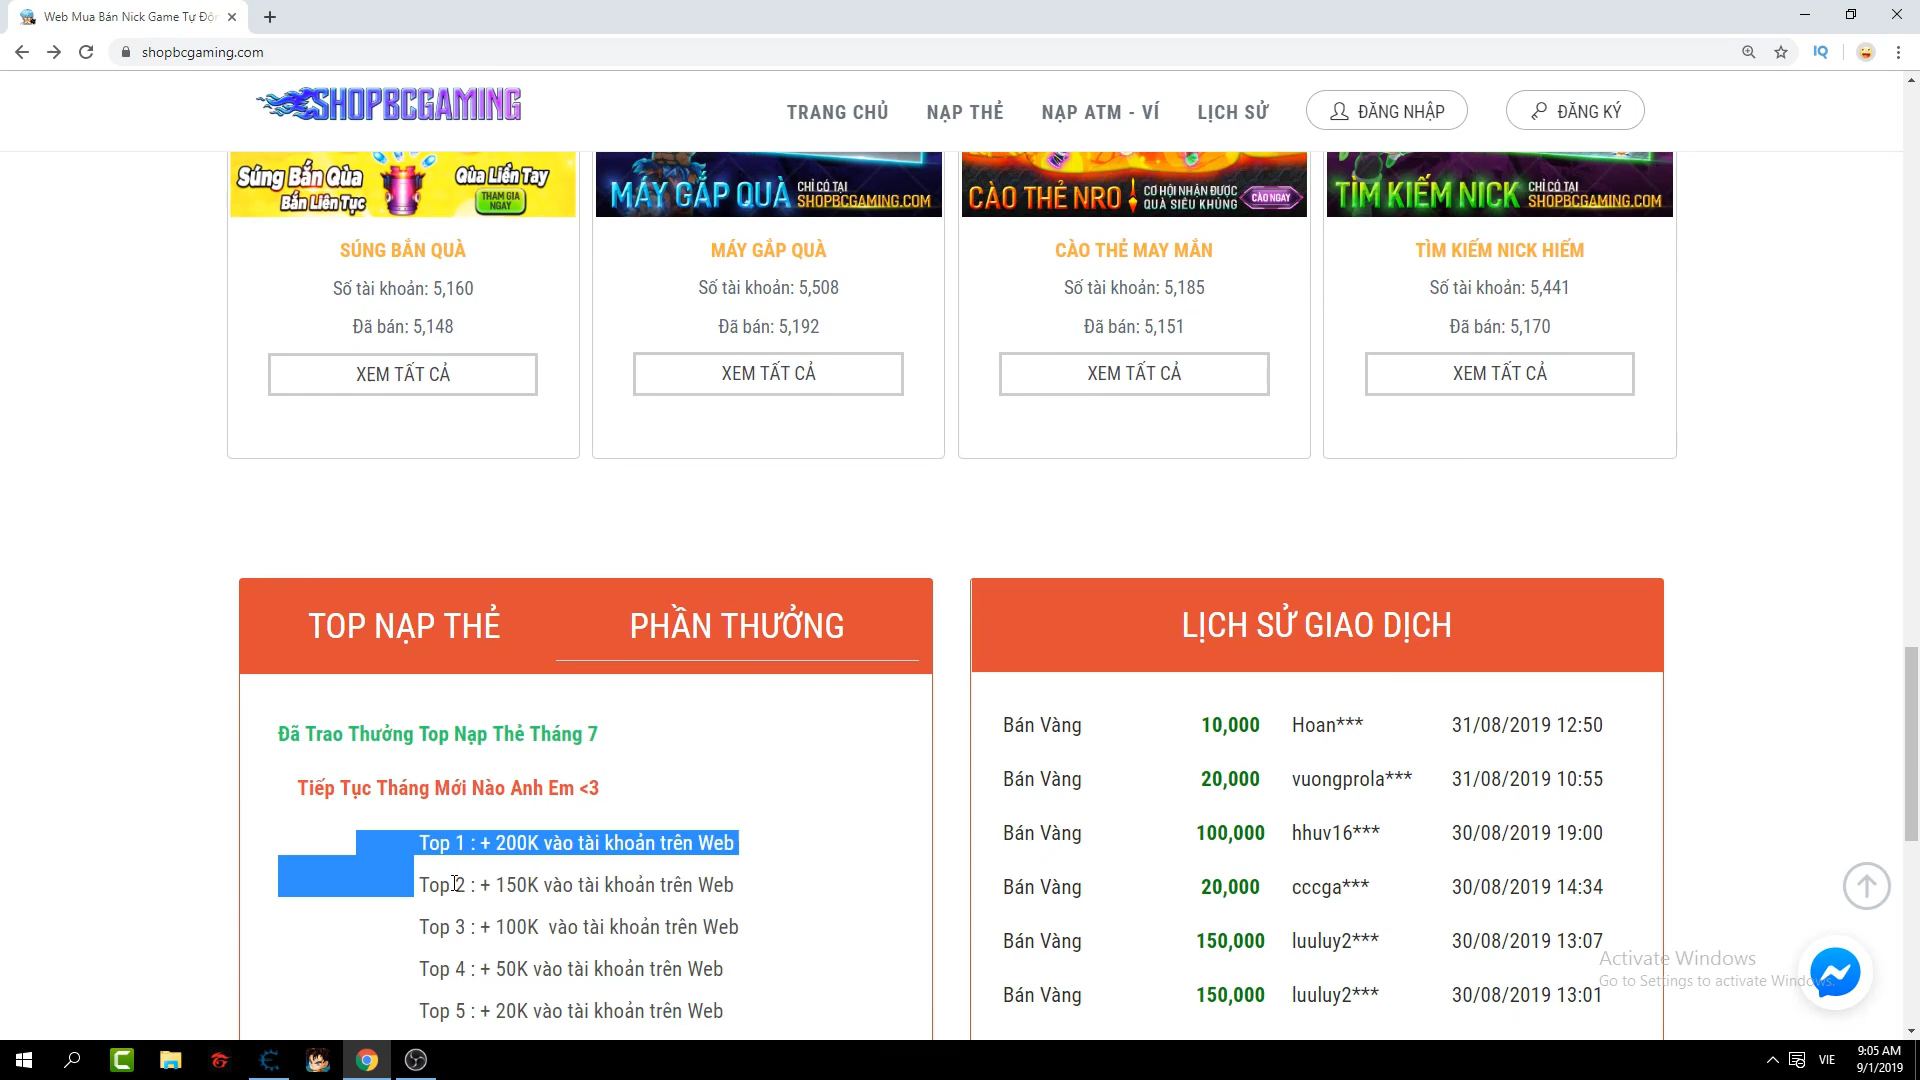 Web Mua Bán Nick Game Tự Độn
shopbcgaming.com
IQ
SHOPBCGAMING
TRANG CHỦ
NẠP THẺ
NẠP ATM - VÍ
LỊCH SỬ
ĐĂNG NHẬP
ĐĂNG KÝ
Súng Bắn Qùa
Bắn Liên Tục
Qùa Liền Tay
THAM GIA
NGAY
MÁY GẮP QUÀ
CHỈ CÓ TẠI
SHOPBCGAMING.COM
CÀO THẺ NRO
CƠ HỘI NHẬN ĐƯỢC
QUÀ SIÊU KHỦNG
CÀO NGAY
TÌM KIẾM NICK
CHỈ CÓ TẠI
SHOPBCGAMING.COM
SÚNG BẮN QUÀ
Số tài khoản: 5,160
Đã bán: 5,148
XEM TẤT CẢ
MÁY GẮP QUÀ
Số tài khoản: 5,508
Đã bán: 5,192
XEM TẤT CẢ
CÀO THẺ MAY MẮN
Số tài khoản: 5,185
Đã bán: 5,151
XEM TẤT CẢ
TÌM KIẾM NICK HIẾM
Số tài khoản: 5,441
Đã bán: 5,170
XEM TẤT CẢ
TOP NẠP THẺ
PHẦN THƯỞNG
Đã Trao Thưởng Top Nạp Thẻ Tháng 7
Tiếp Tục Tháng Mới Nào Anh Em <3
Top 1 : + 200K vào tài khoản trên Web
Top 2 : + 150K vào tài khoản trên Web
Top 3 : + 100K  vào tài khoản trên Web
Top 4 : + 50K vào tài khoản trên Web
Top 5 : + 20K vào tài khoản trên Web
LỊCH SỬ GIAO DỊCH
Bán Vàng 10,000 Hoan*** 31/08/2019 12:50
Bán Vàng 20,000 vuongprola*** 31/08/2019 10:55
Bán Vàng 100,000 hhuv16*** 30/08/2019 19:00
Bán Vàng 20,000 cccga*** 30/08/2019 14:34
Bán Vàng 150,000 luuluy2*** 30/08/2019 13:07
Bán Vàng 150,000 luuluy2*** 30/08/2019 13:01
Activate Windows
Go to Settings to activate Windows.
VIE
9:05 AM
9/1/2019